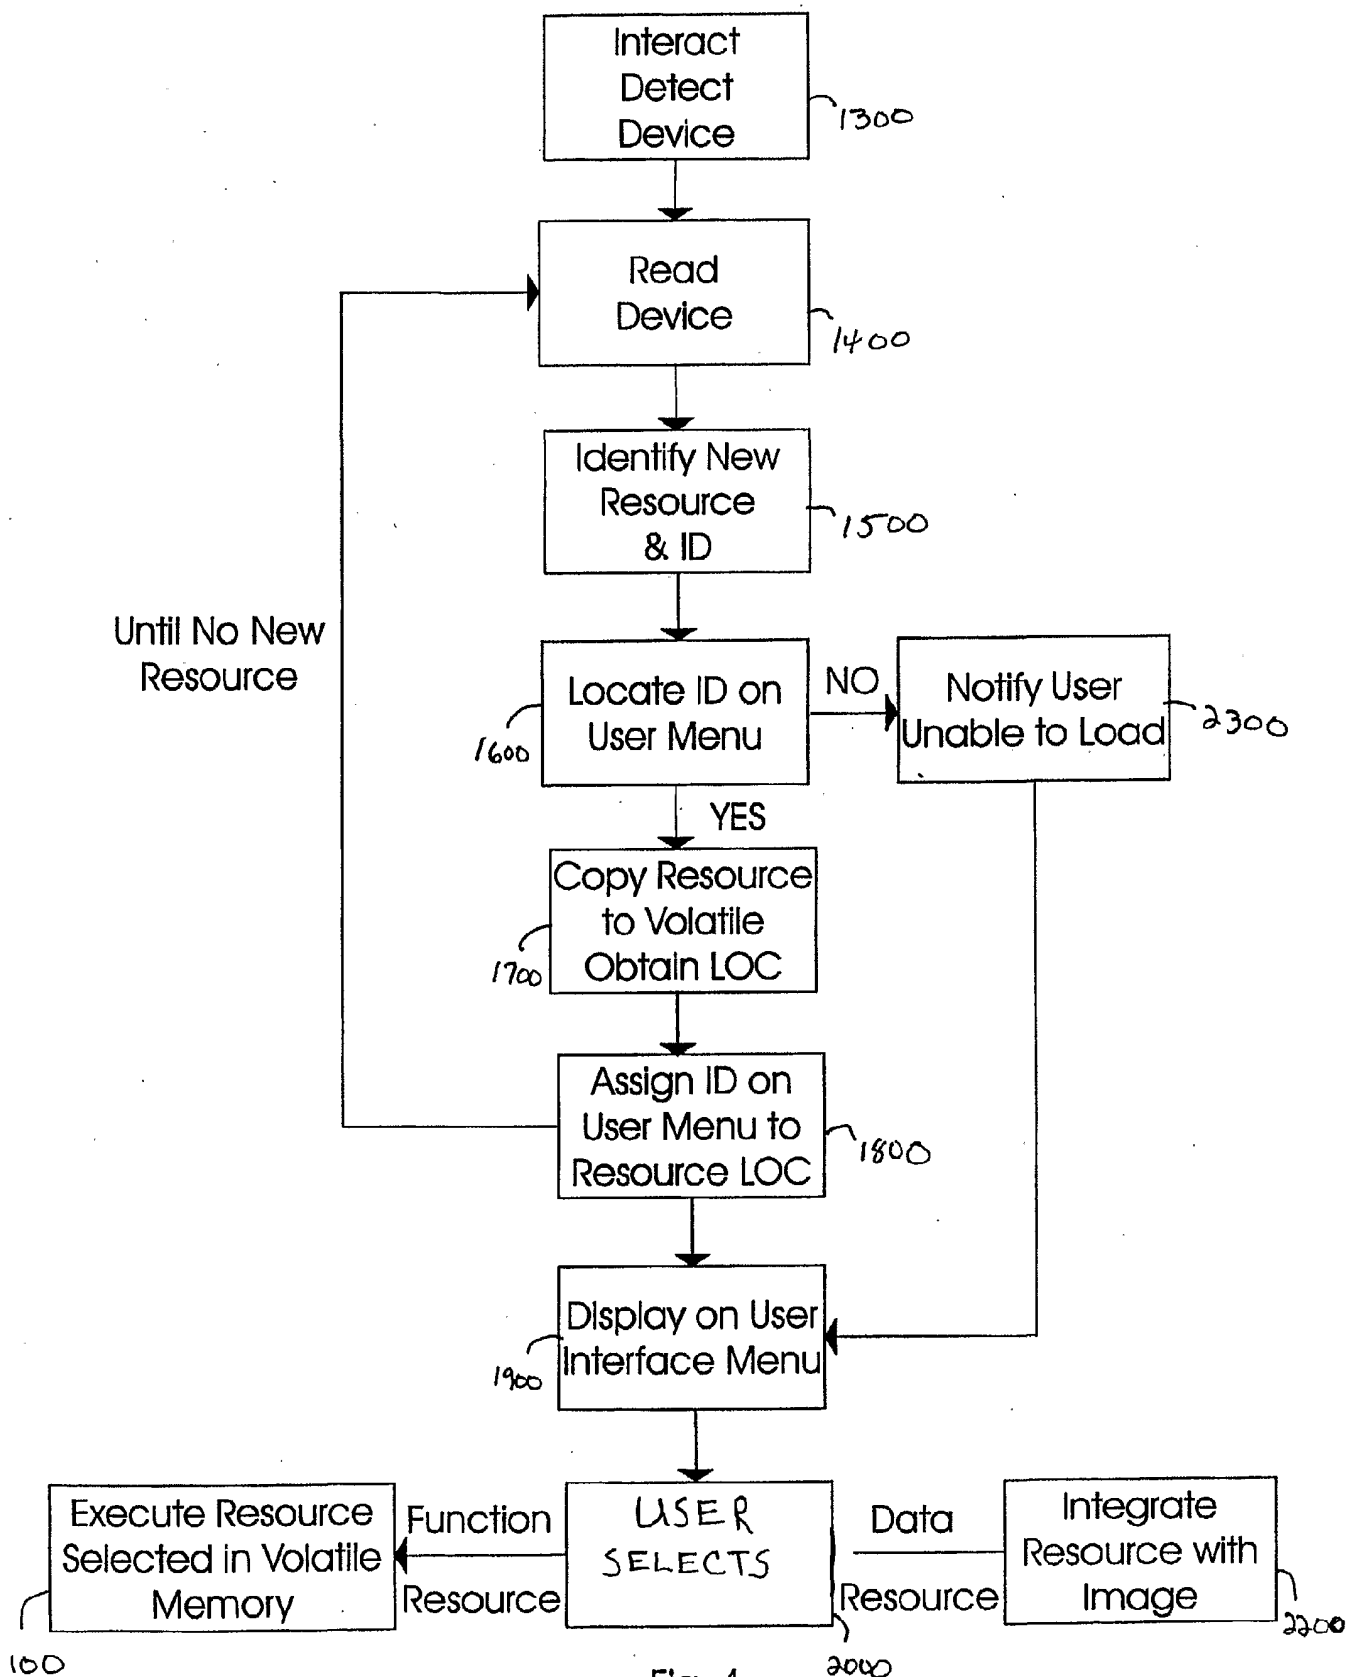 Interact
Detect
Device
1300
Read
Device
1400
Identify New
Resource
& ID
1500
Until No New
Resource
Locate ID on
User Menu
1600
NO
Notify User
Unable to Load
2300
YES
Copy Resource
to Volatile
Obtain LOC
1700
Assign ID on
User Menu to
Resource LOC
1800
Display on User
Interface Menu
1900
Execute Resource
Selected in Volatile
Memory
100
Function
Resource
USER
SELECTS
2000
Data
Resource
Integrate
Resource with
Image
2200